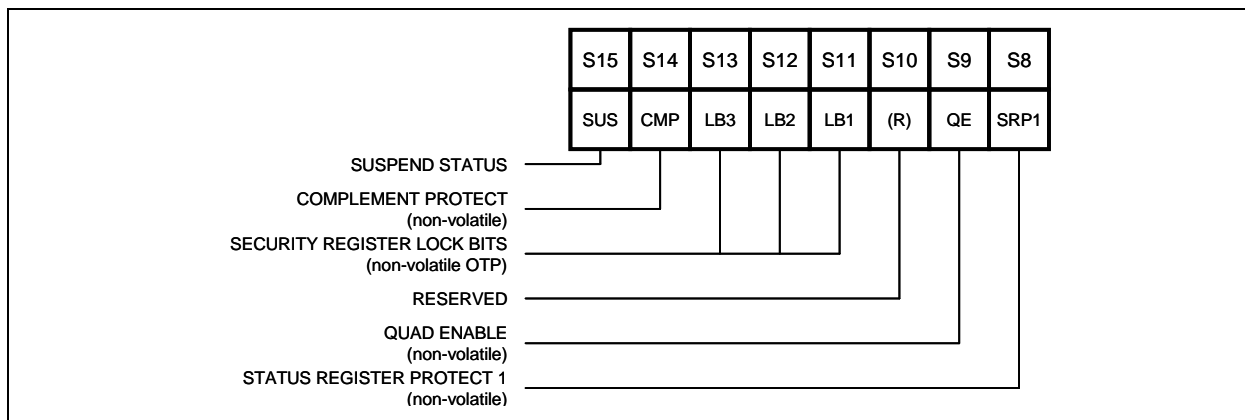 S15 S14 S13 S12 S11 S10 S9 S8
SUS CMP LB3 LB2 LB1 (R) QE SRP1
SUSPEND STATUS
COMPLEMENT PROTECT
(non-volatile)
SECURITY REGISTER LOCK BITS
(non-volatile OTP)
RESERVED
QUAD ENABLE
(non-volatile)
STATUS REGISTER PROTECT 1
(non-volatile)